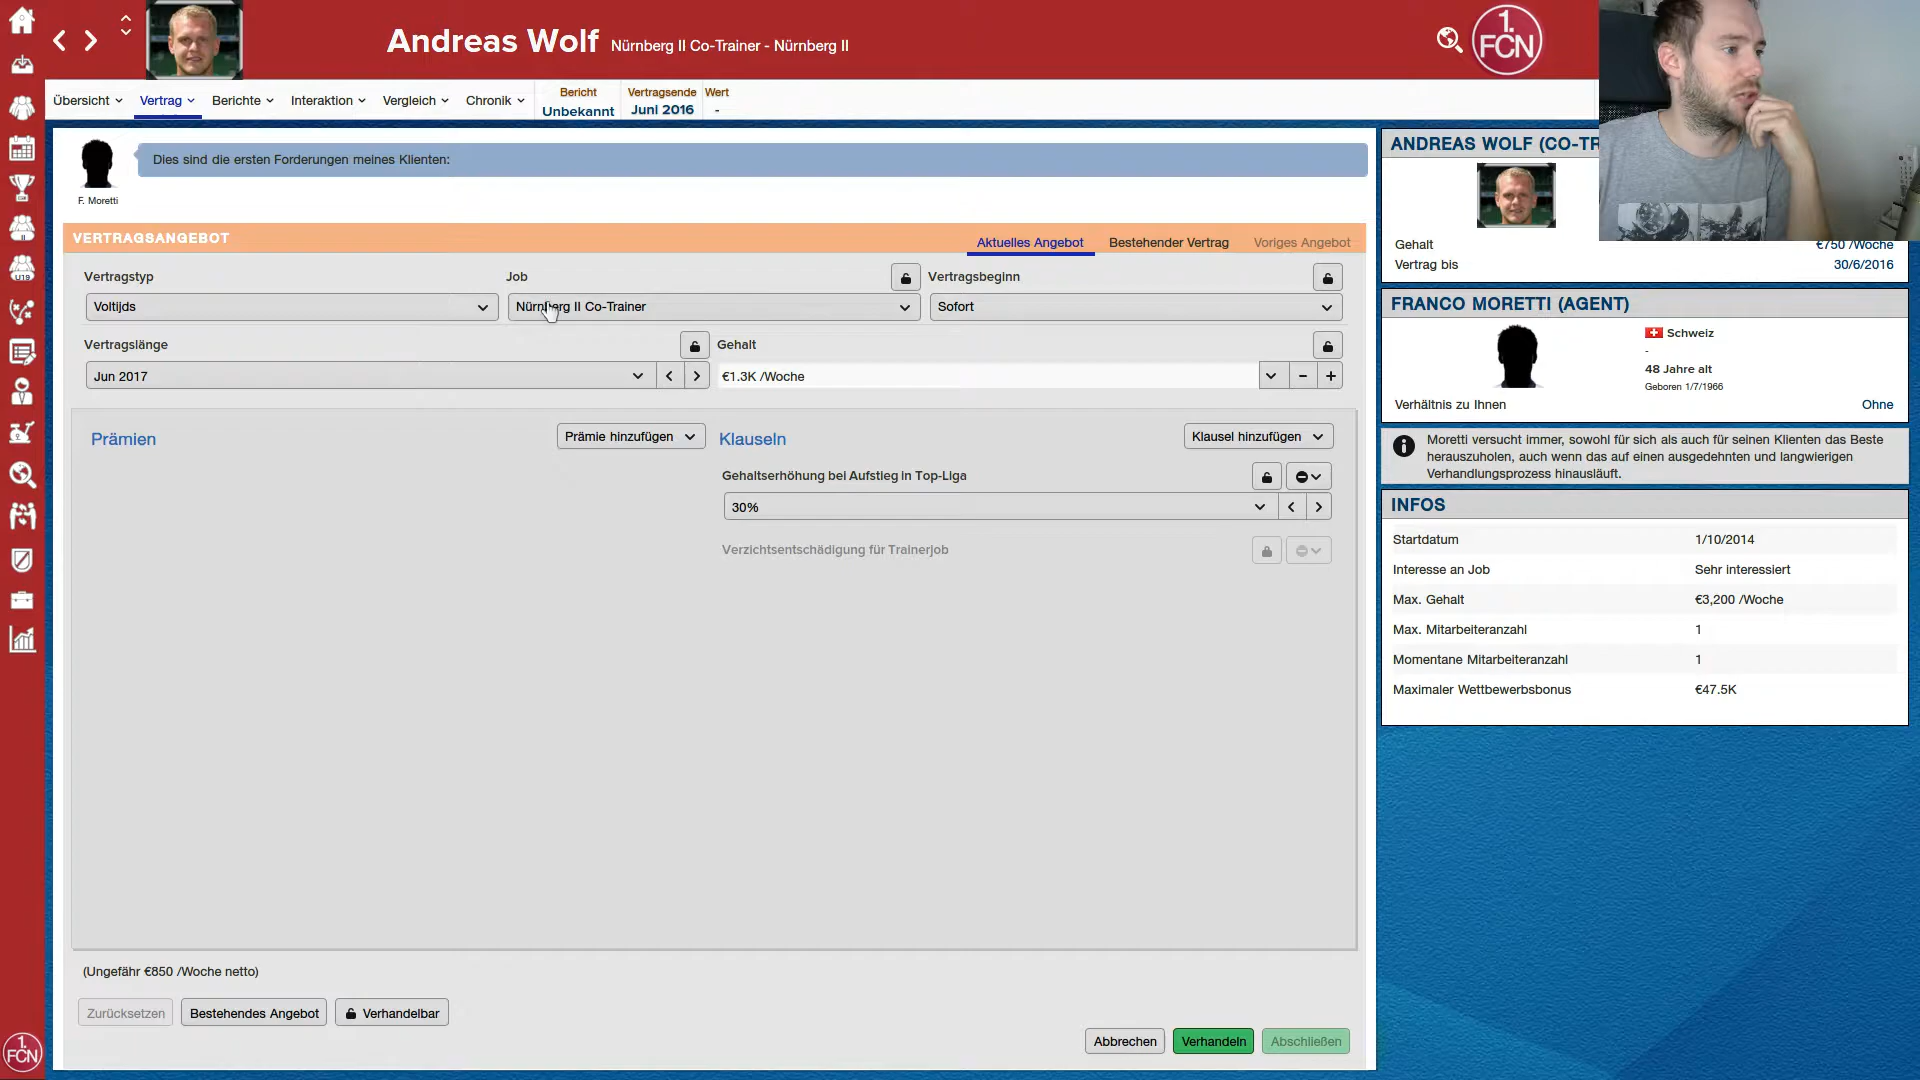 Andreas Wolf Nürnberg II Co-Trainer - Nürnberg II
1. FCN
Übersicht Vertrag Berichte Interaktion Vergleich Chronik
Bericht Vertragsende Wert
Unbekannt Juni 2016 -
Dies sind die ersten Forderungen meines Klienten:
F. Moretti
VERTRAGSANGEBOT
Aktuelles Angebot Bestehender Vertrag Voriges Angebot
Vertragstyp Job Vertragsbeginn
Voltijds Nürnberg II Co-Trainer Sofort
Vertragslänge Gehalt
Jun 2017 €1.3K /Woche
Prämien Prämie hinzufügen Klauseln Klausel hinzufügen
Gehaltserhöhung bei Aufstieg in Top-Liga
30%
Verzichtsentschädigung für Trainerjob
(Ungefähr €850 /Woche netto)
Zurücksetzen Bestehendes Angebot Verhandelbar
Abbrechen Verhandeln Abschließen
ANDREAS WOLF (CO-TR
Gehalt €750 /Woche
Vertrag bis 30/6/2016
FRANCO MORETTI (AGENT)
Schweiz
-
48 Jahre alt
Geboren 1/7/1966
Verhältnis zu Ihnen Ohne
Moretti versucht immer, sowohl für sich als auch für seinen Klienten das Beste
herauszuholen, auch wenn das auf einen ausgedehnten und langwierigen
Verhandlungsprozess hinausläuft.
INFOS
Startdatum 1/10/2014
Interesse an Job Sehr interessiert
Max. Gehalt €3,200 /Woche
Max. Mitarbeiteranzahl 1
Momentane Mitarbeiteranzahl 1
Maximaler Wettbewerbsbonus €47.5K
II
U19
1. FCN